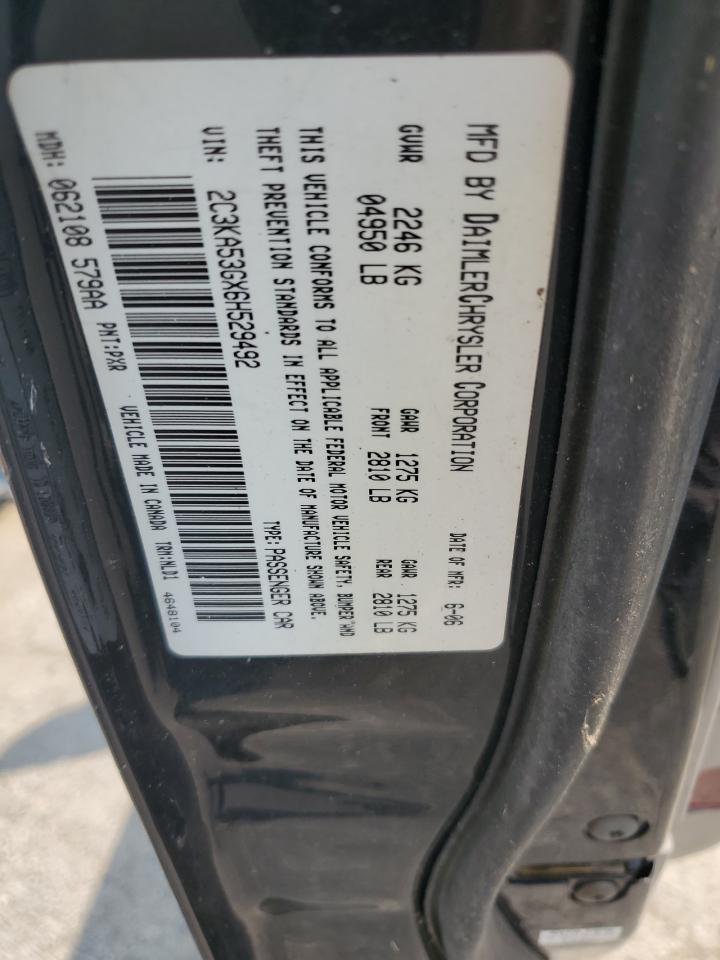 MFD BY DAIMLERCHRYSLER CORPORATION
DATE OF MFR: 6-06
GVWR 2246 KG
04950 LB
GAWR 1275 KG
FRONT 2810 LB
GAWR 1275 KG
REAR 2810 LB
THIS VEHICLE CONFORMS TO ALL APPLICABLE FEDERAL MOTOR VEHICLE SAFETY, BUMPER AND
THEFT PREVENTION STANDARDS IN EFFECT ON THE DATE OF MANUFACTURE SHOWN ABOVE.
VIN: 2C3KA53GX6H529492
TYPE: PASSENGER CAR
MDH: 062108 579AA
PNT:PXR
VEHICLE MADE IN CANADA
TRM:NLD1
4648104